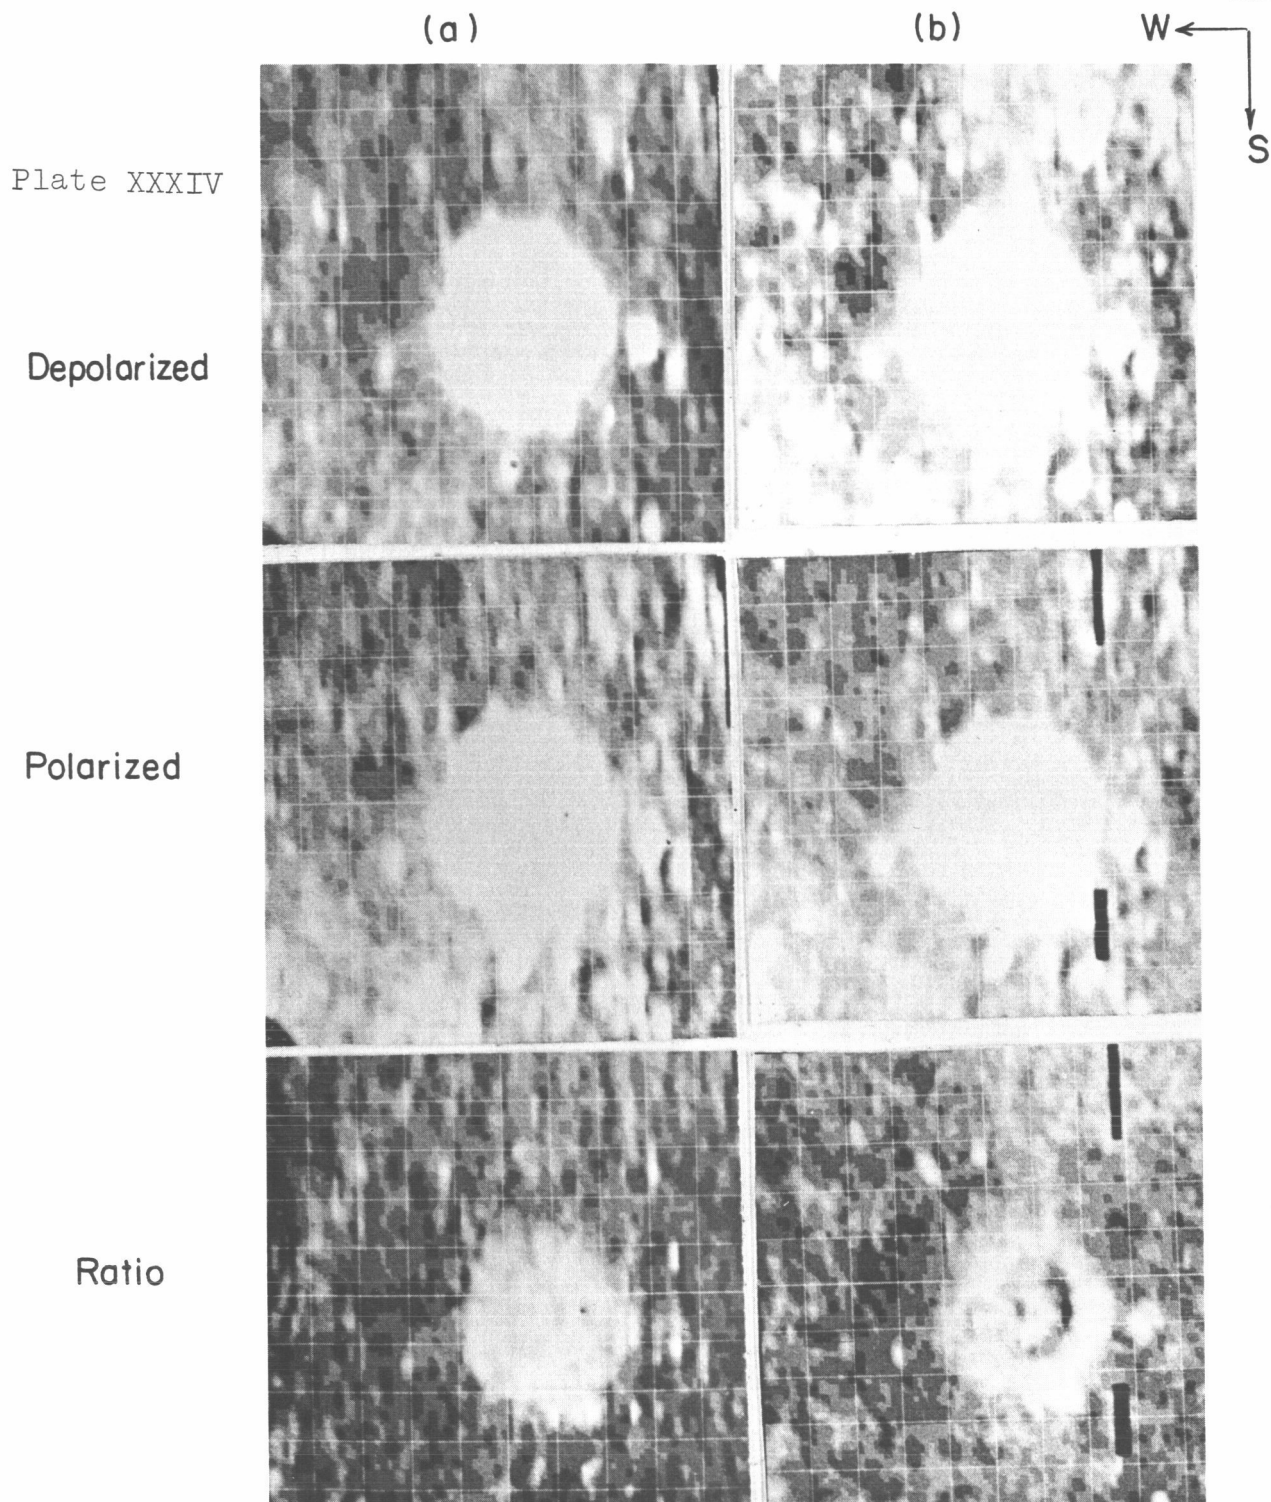 (a)
(b)
W
S
Plate XXXIV
Depolarized
Polarized
Ratio